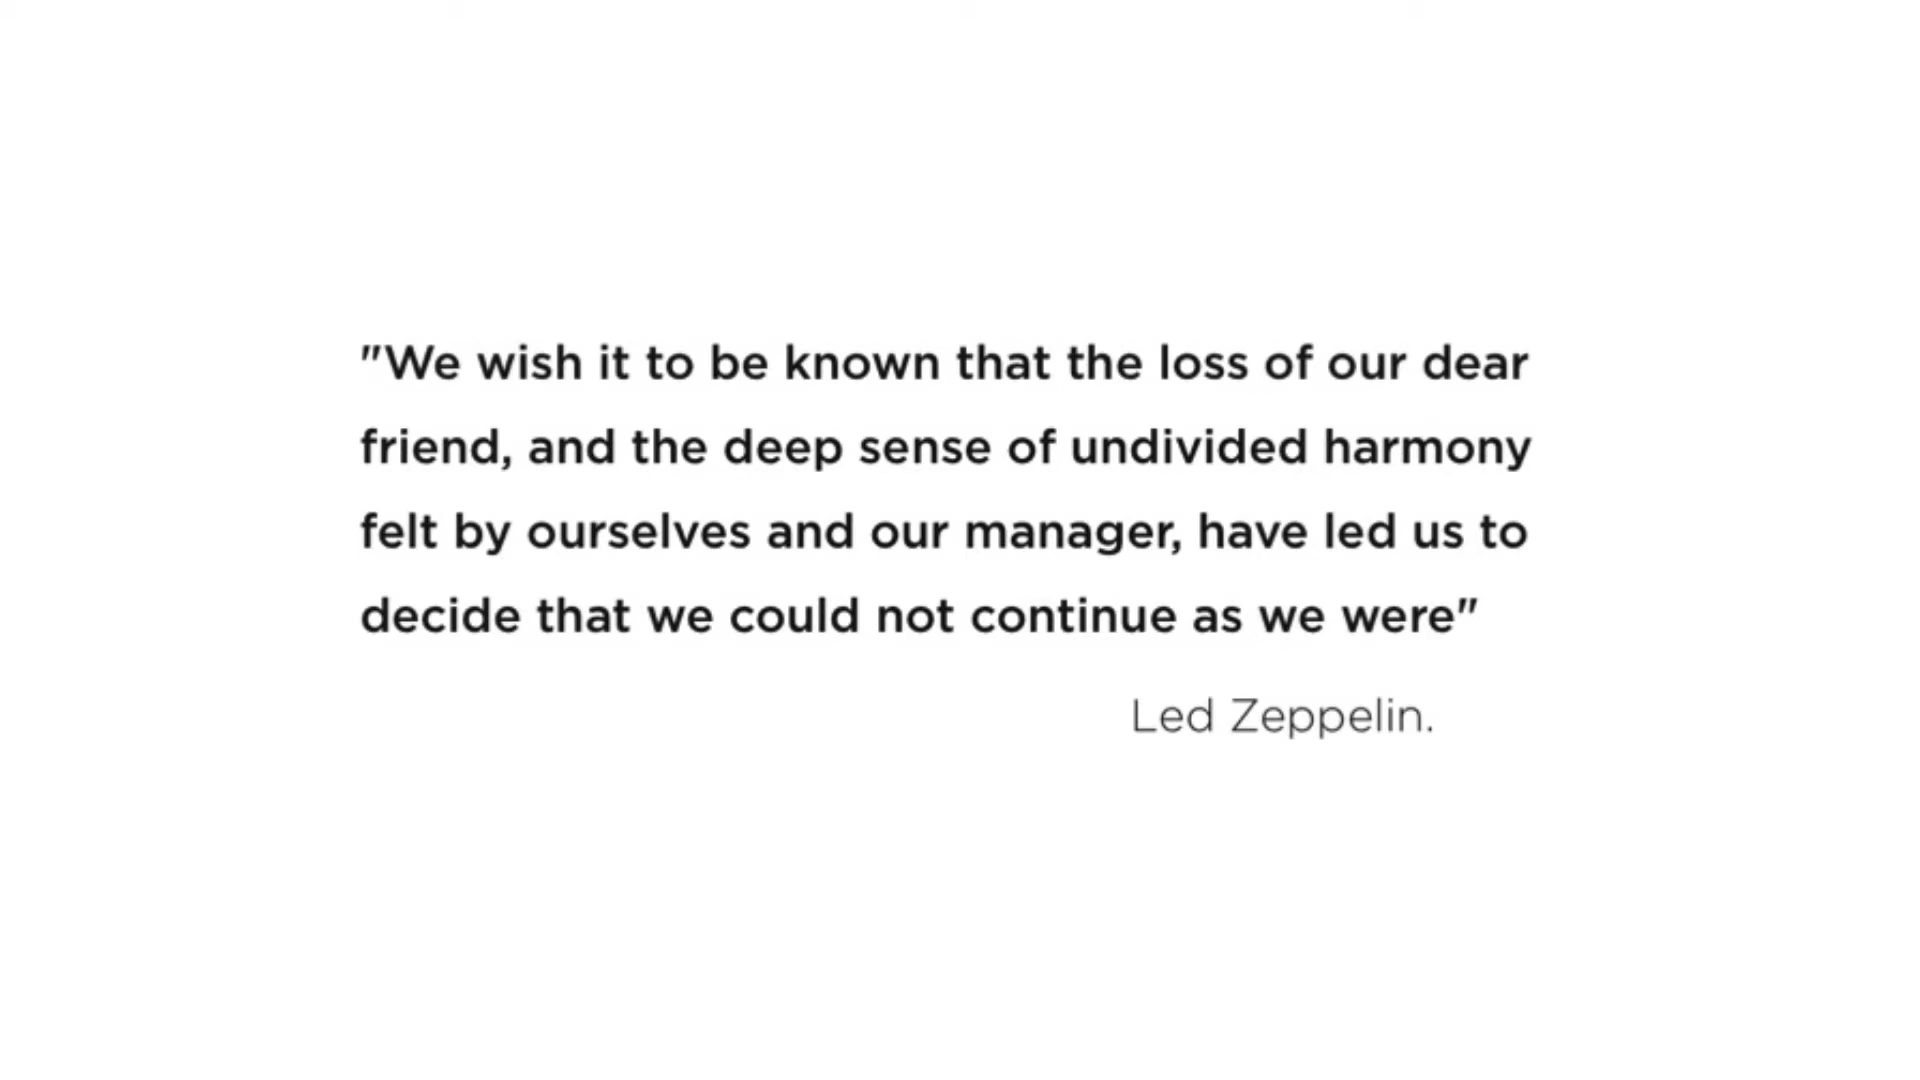 "We wish it to be known that the loss of our dear
friend, and the deep sense of undivided harmony
felt by ourselves and our manager, have led us to
decide that we could not continue as we were"
Led Zeppelin.